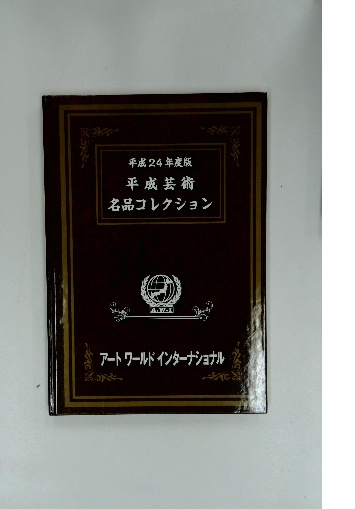 平成24年度版
平成芸術
名品コレクション
A.W.I
アートワールドインターナショナル